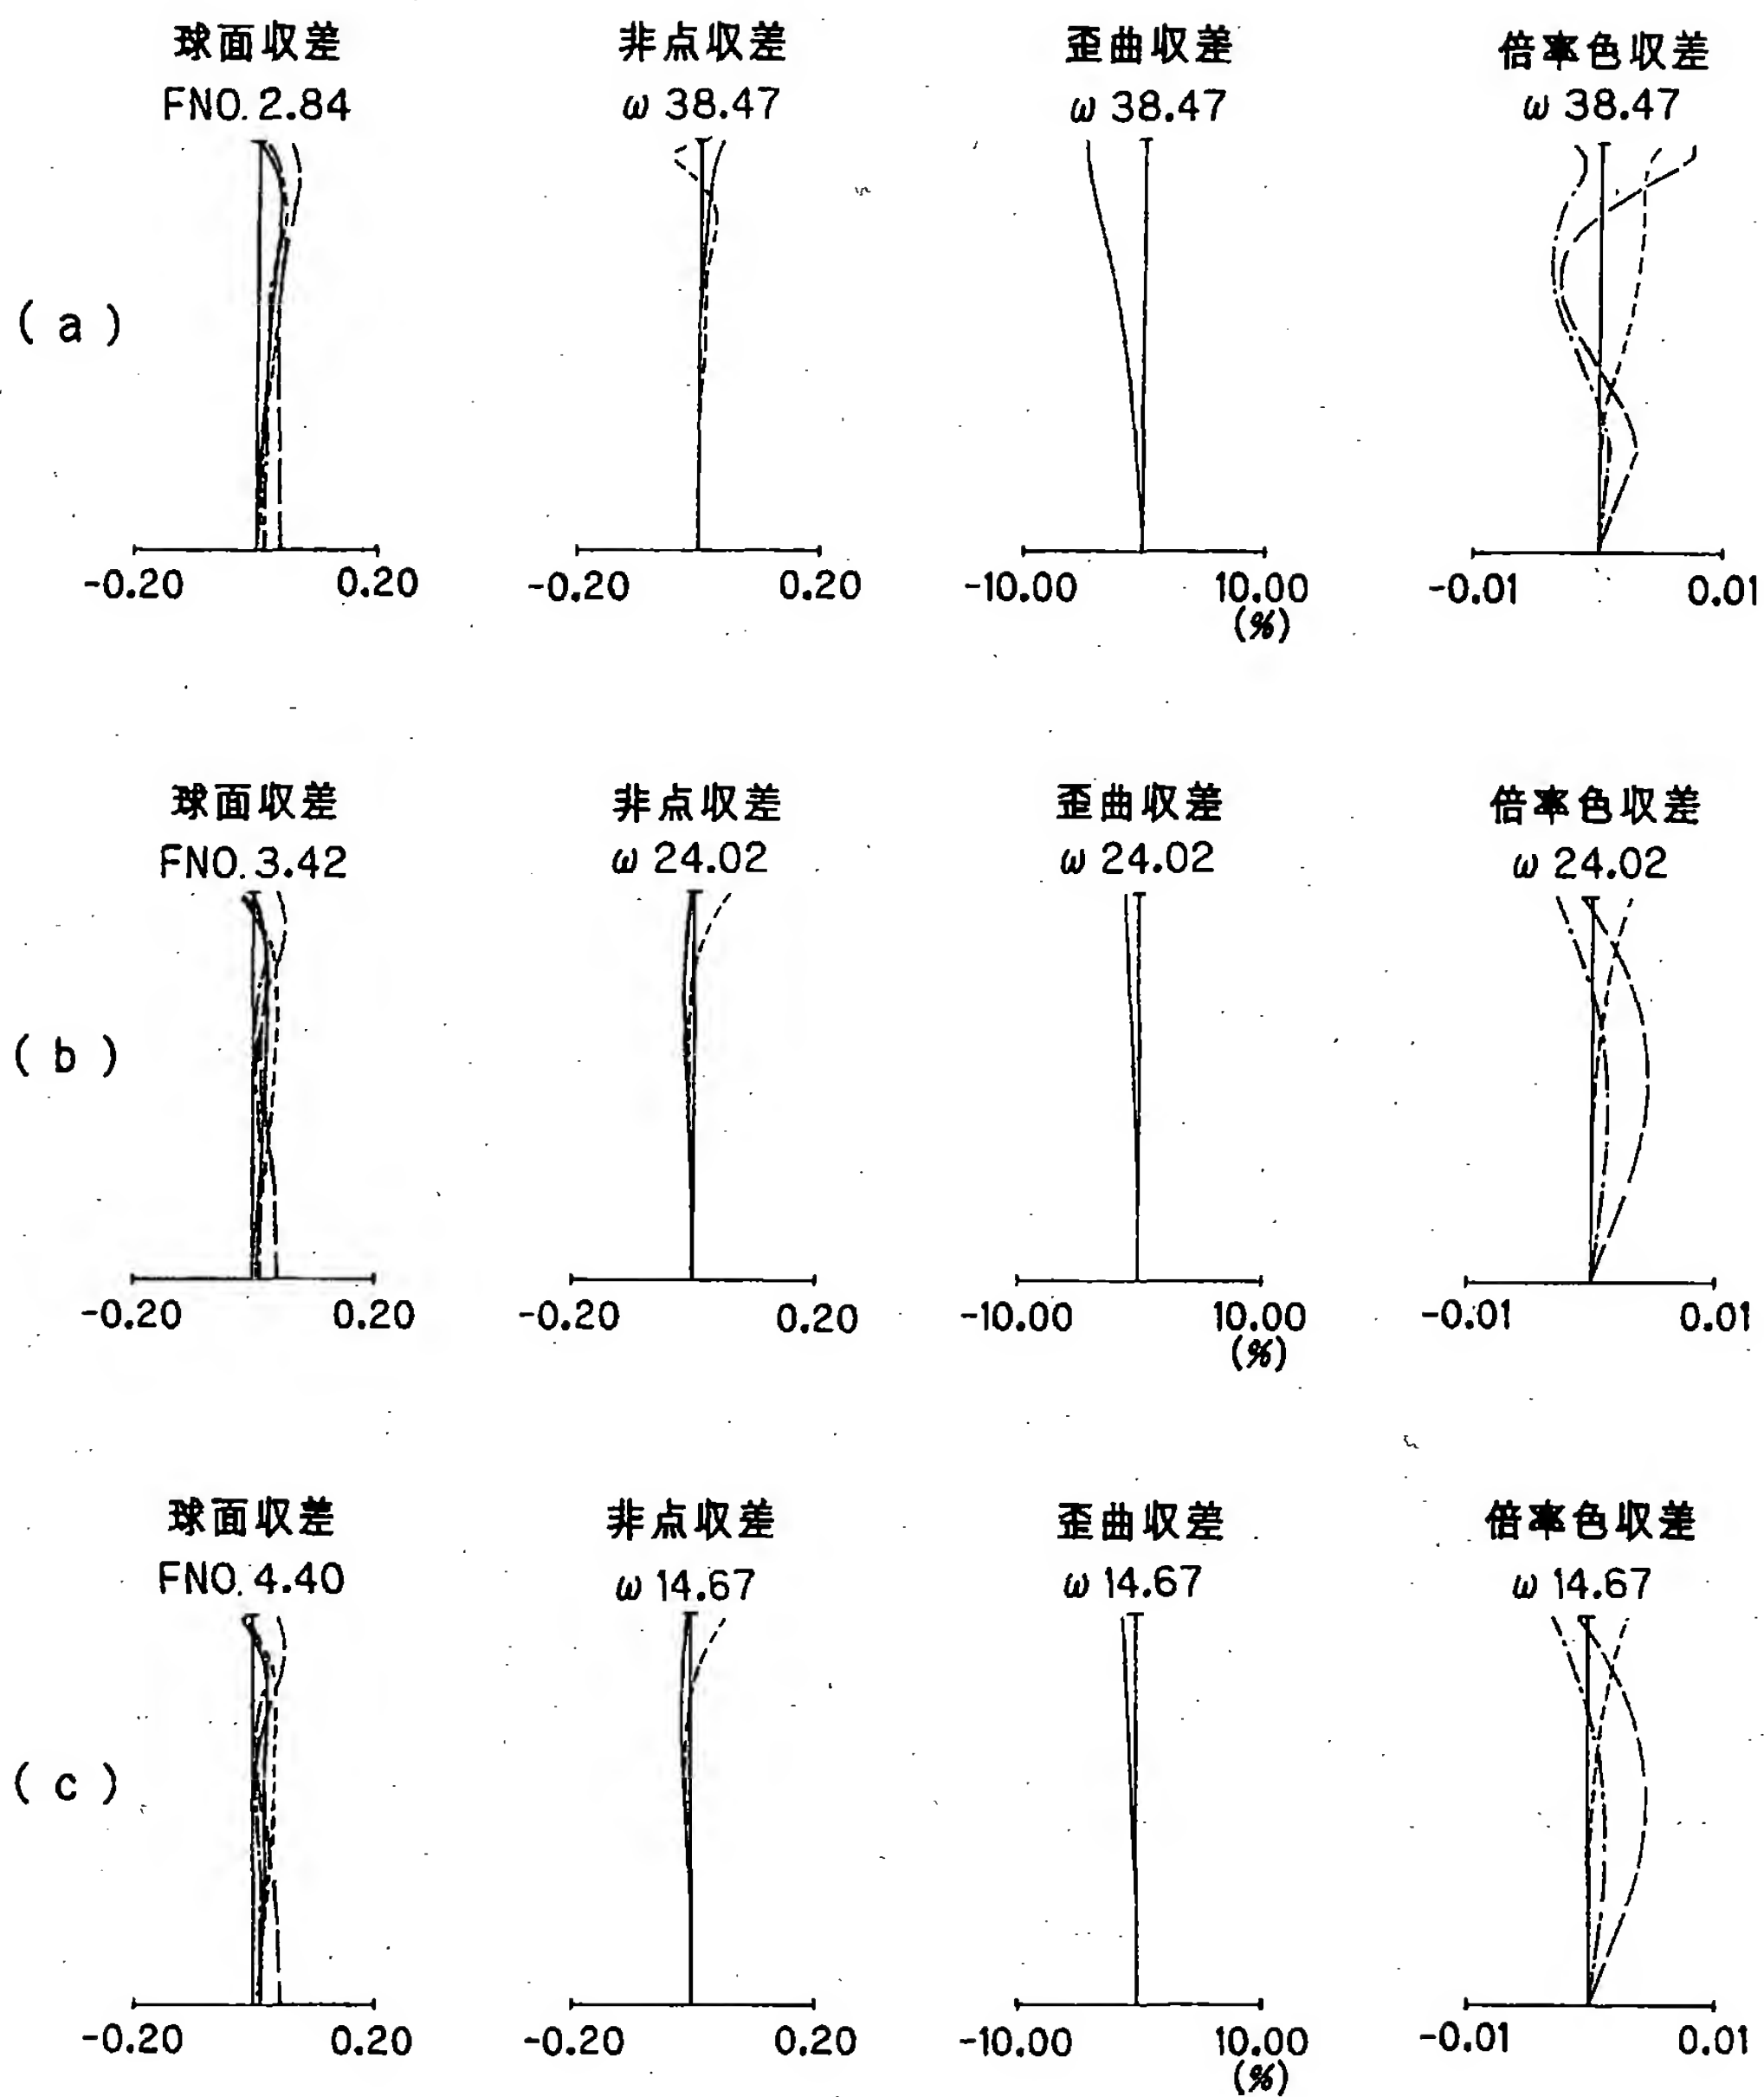 球面収差 非点収差 歪曲収差 倍率色収差
FNO. 2.84 ω 38.47 ω 38.47 ω 38.47
( a )
-0.20 0.20 -0.20 0.20 -10.00 10.00 -0.01 0.01
(%)
球面収差 非点収差 歪曲収差 倍率色収差
FNO. 3.42 ω 24.02 ω 24.02 ω 24.02
( b )
-0.20 0.20 -0.20 0.20 -10.00 10.00 -0.01 0.01
(%)
球面収差 非点収差 歪曲収差 倍率色収差
FNO. 4.40 ω 14.67 ω 14.67 ω 14.67
( c )
-0.20 0.20 -0.20 0.20 -10.00 10.00 -0.01 0.01
(%)